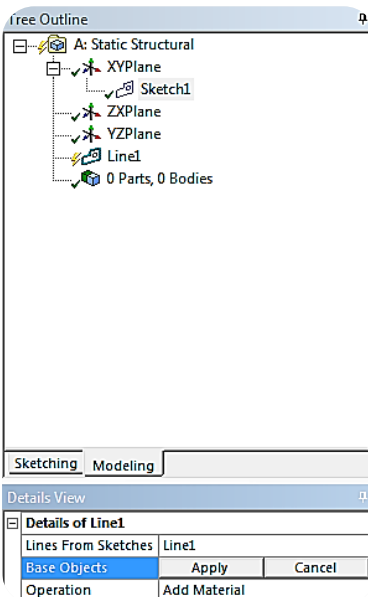 Tree Outline
A: Static Structural
XYPlane
Sketch1
ZXPlane
YZPlane
Line1
0 Parts, 0 Bodies
Sketching Modeling
Details View
Details of Line1
Lines From Sketches Line1
Base Objects Apply Cancel
Operation Add Material